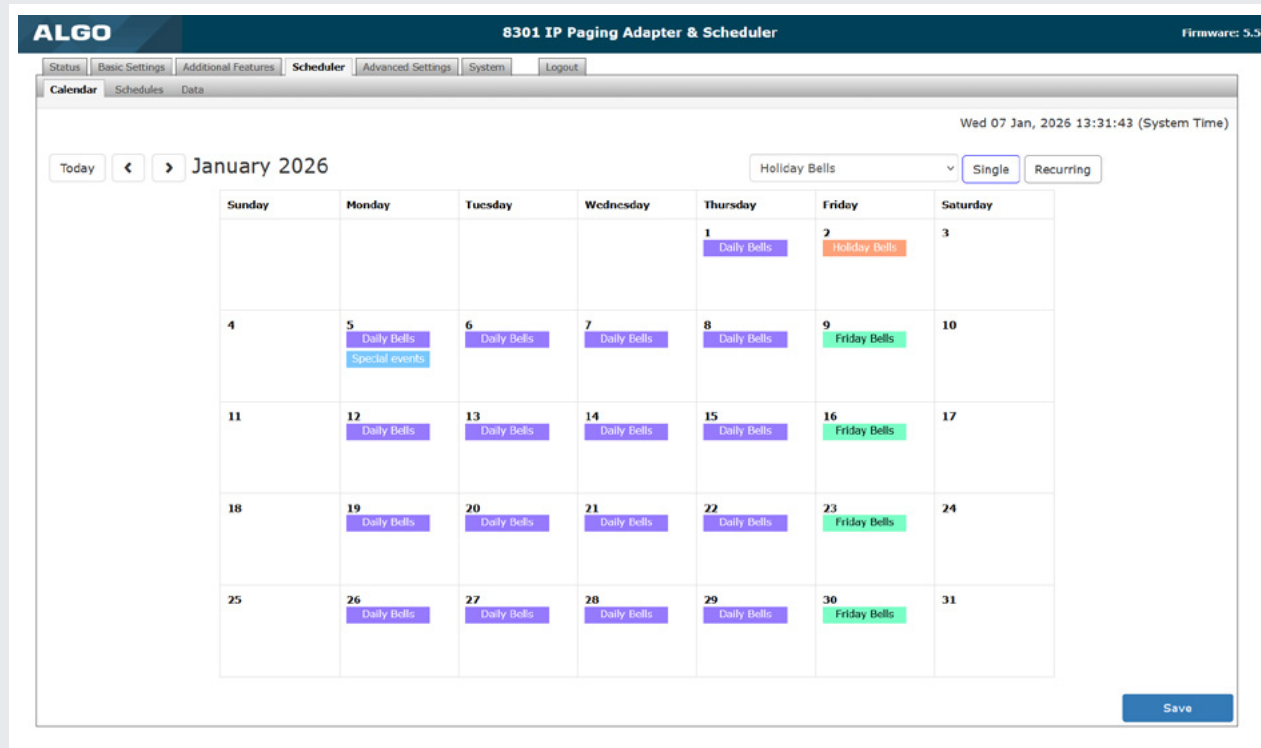 ALGO 8301 IP Paging Adapter & Scheduler Firmware: 5.5
Status Basic Settings Additional Features Scheduler Advanced Settings System Logout
Calendar Schedules Data
Wed 07 Jan, 2026 13:31:43 (System Time)
Today January 2026 Holiday Bells Single Recurring
Sunday Monday Tuesday Wednesday Thursday Friday Saturday
1 2 3
Daily Bells Holiday Bells
4 5 6 7 8 9 10
Daily Bells Daily Bells Daily Bells Daily Bells Friday Bells
Special events
11 12 13 14 15 16 17
Daily Bells Daily Bells Daily Bells Daily Bells Friday Bells
18 19 20 21 22 23 24
Daily Bells Daily Bells Daily Bells Daily Bells Friday Bells
25 26 27 28 29 30 31
Daily Bells Daily Bells Daily Bells Daily Bells Friday Bells
Save